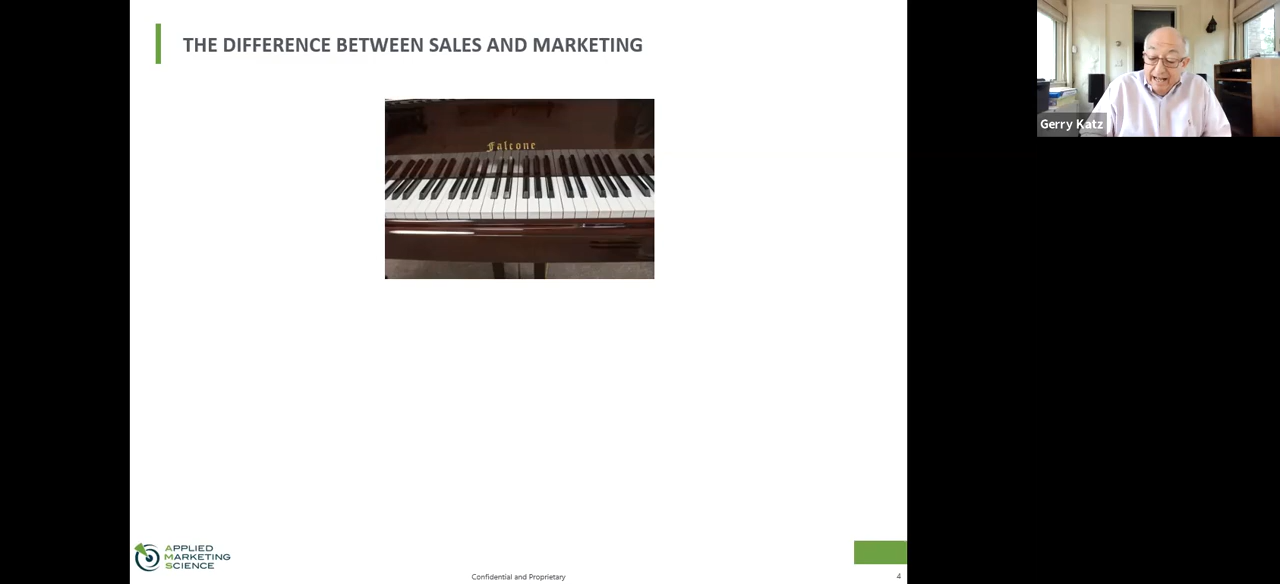 THE DIFFERENCE BETWEEN SALES AND MARKETING
Falcone
Gerry Katz
APPLIED
MARKETING
SCIENCE
Confidential and Proprietary
4